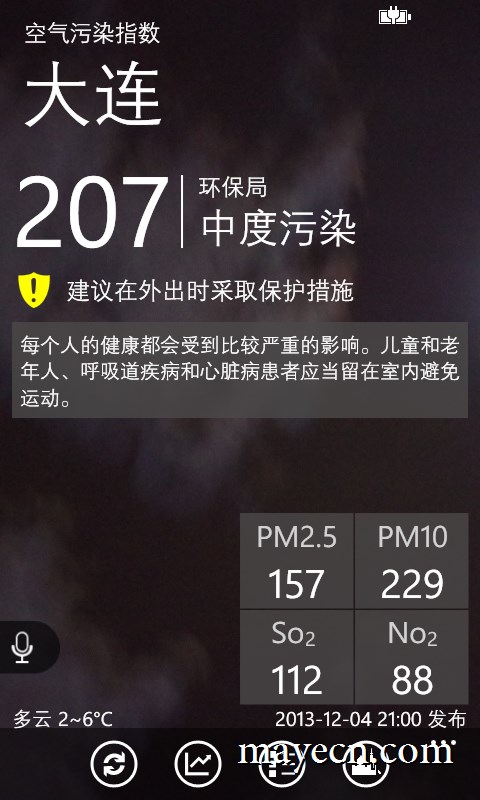 空气污染指数
大连
207
环保局
中度污染
建议在外出时采取保护措施
每个人的健康都会受到比较严重的影响。儿童和老
年人、呼吸道疾病和心脏病患者应当留在室内避免
运动。
PM2.5 PM10
157 229
So₂ No₂
112 88
多云 2~6°C 2013-12-04 21:00 发布
mayecn.com